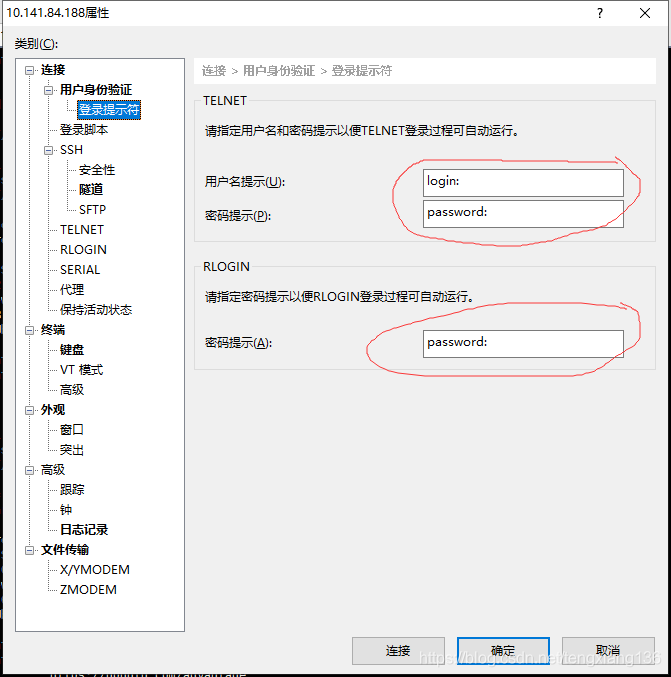 10.141.84.188属性
类别(C):
连接
用户身份验证
登录提示符
登录脚本
SSH
安全性
隧道
SFTP
TELNET
RLOGIN
SERIAL
代理
保持活动状态
终端
键盘
VT 模式
高级
外观
窗口
突出
高级
跟踪
钟
日志记录
文件传输
X/YMODEM
ZMODEM
连接 > 用户身份验证 > 登录提示符
TELNET
请指定用户名和密码提示以便TELNET登录过程可自动运行。
用户名提示(U): login:
密码提示(P): password:
RLOGIN
请指定密码提示以便RLOGIN登录过程可自动运行。
密码提示(A): password:
连接 确定 取消
https://blog.csdn.net/tengxiang136